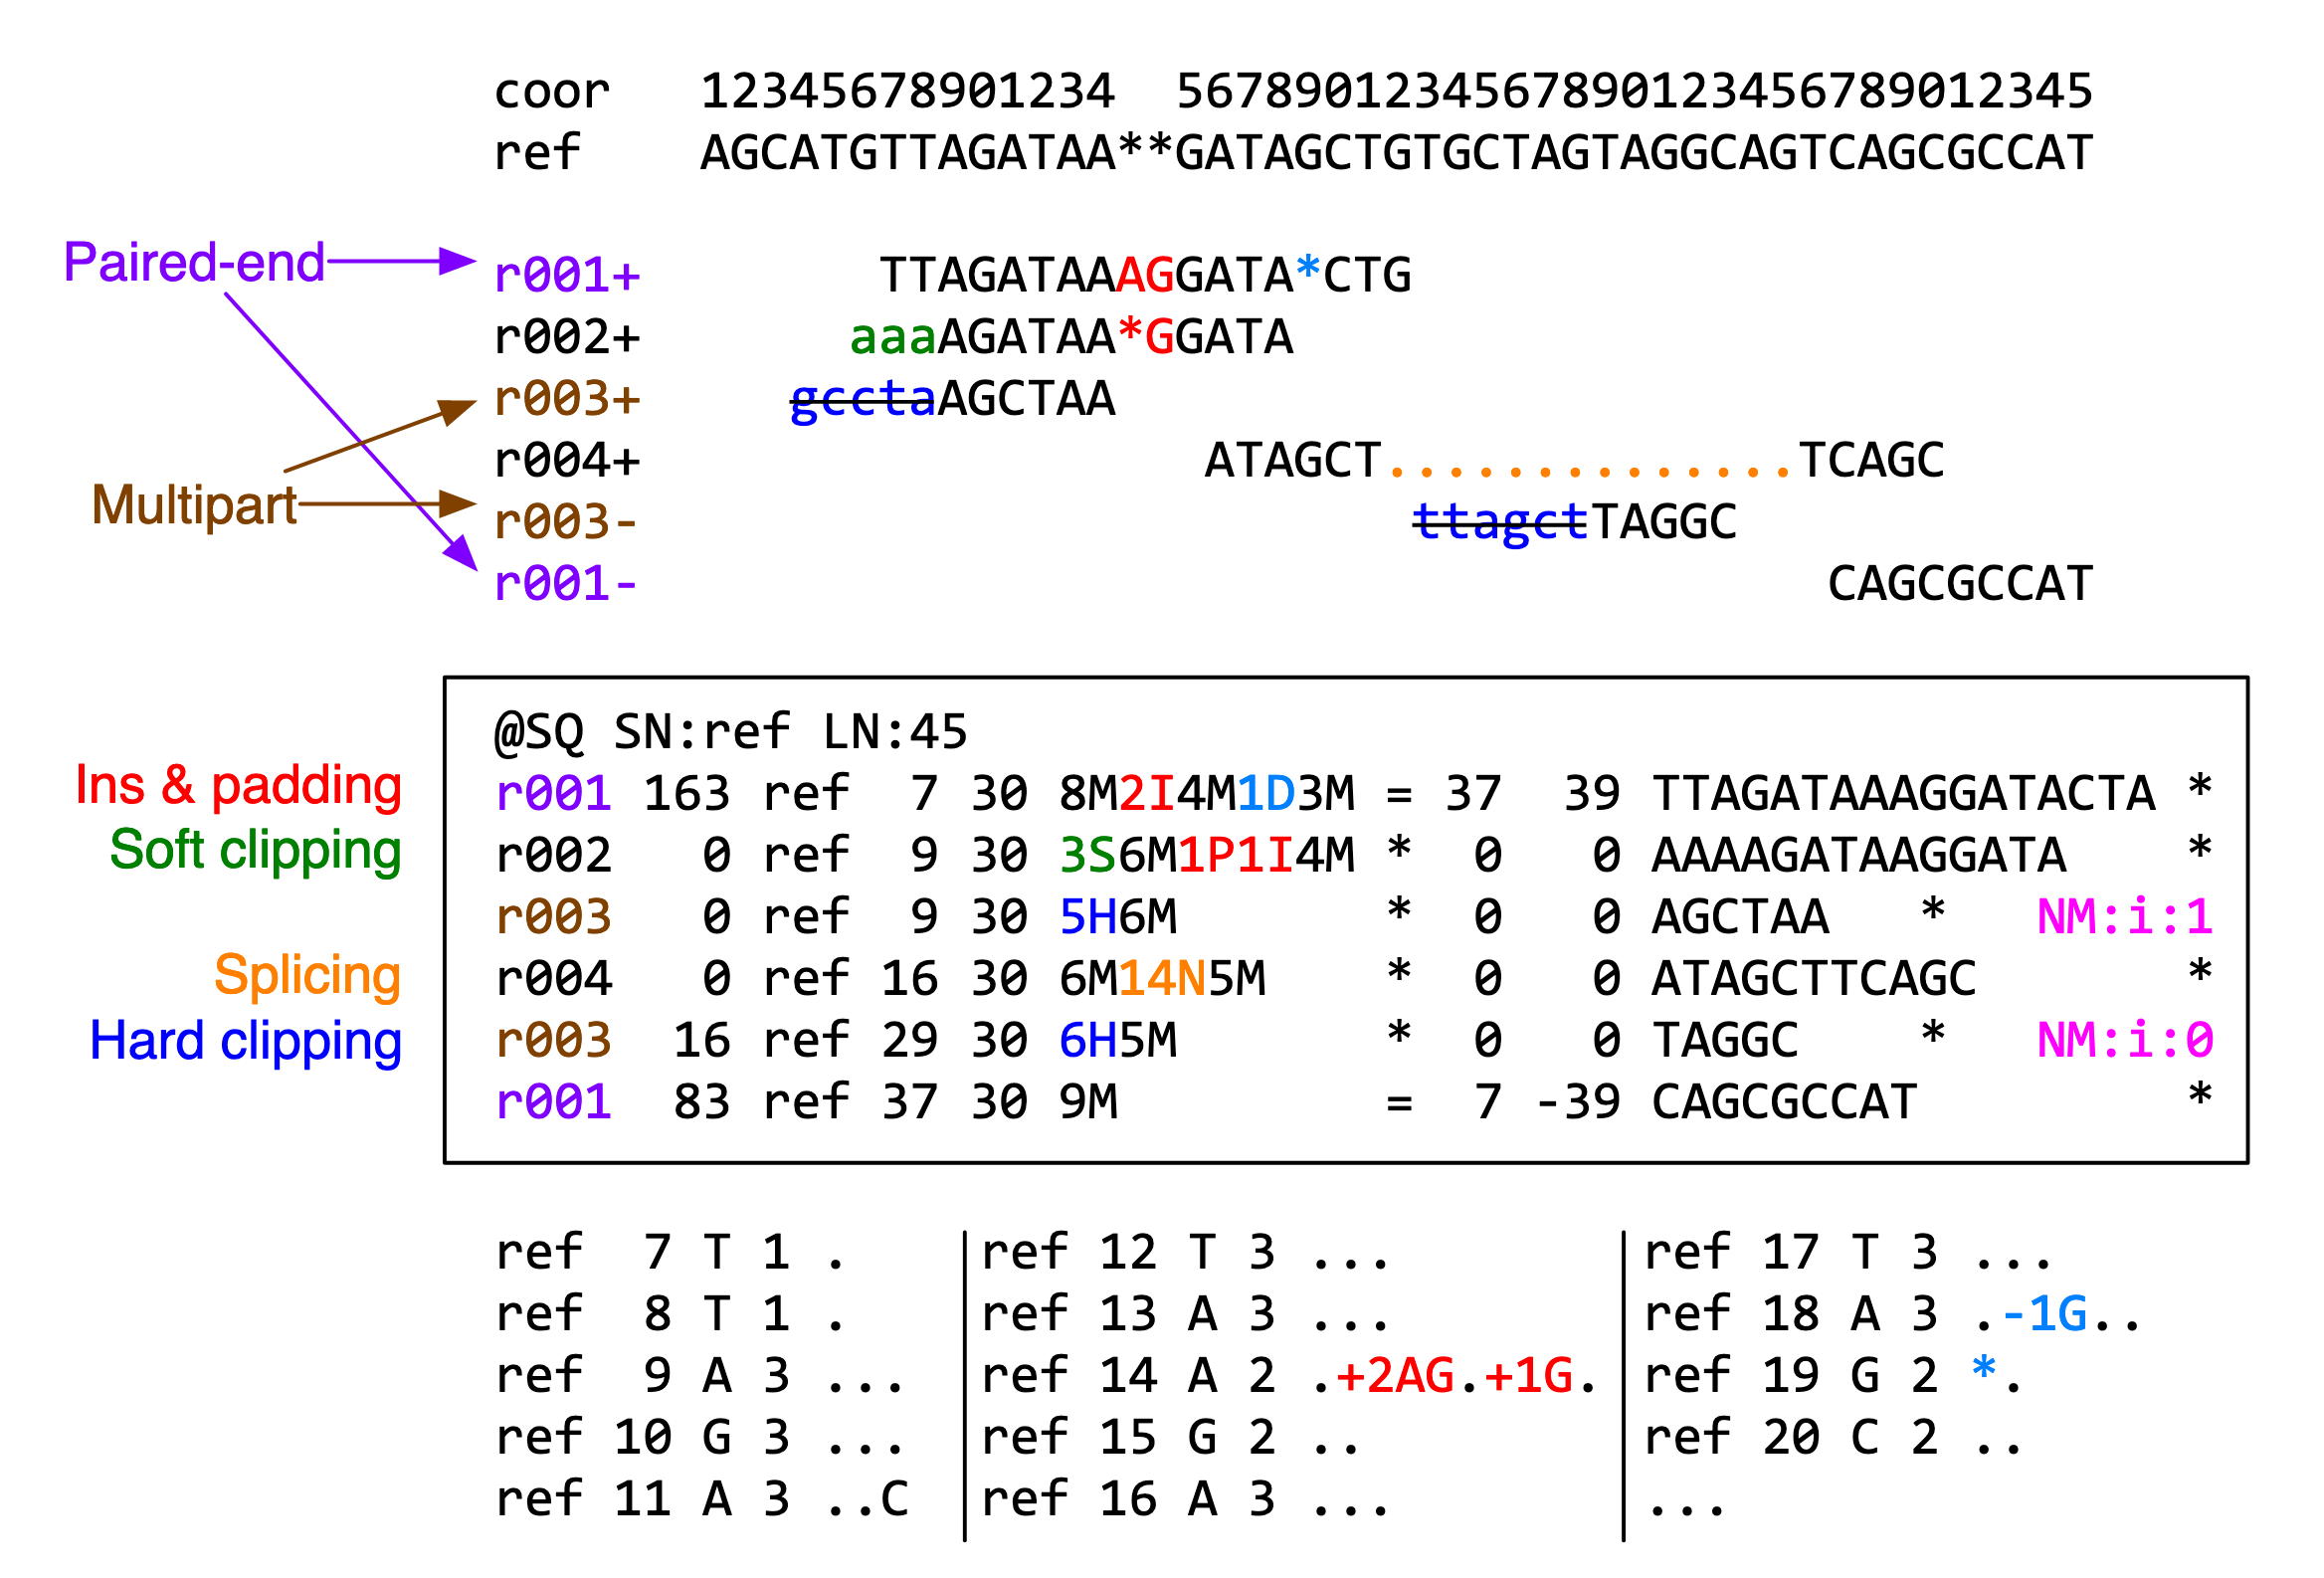 coor 12345678901234 5678901234567890123456789012345
ref AGCATGTTAGATAA**GATAGCTGTGCTAGTAGGCAGTCAGCGCCAT
Paired-end
r001+ TTAGATAAAGGATA*CTG
r002+ aaaAGATAA*GGATA
r003+ gcctaAGCTAA
r004+ ATAGCT..............TCAGC
Multipart
r003- ttagctTAGGC
r001- CAGCGCCAT
@SQ SN:ref LN:45
Ins & padding
r001 163 ref 7 30 8M2I4M1D3M = 37 39 TTAGATAAAGGATACTA *
Soft clipping
r002 0 ref 9 30 3S6M1P1I4M * 0 0 AAAAGATAAGGATA *
r003 0 ref 9 30 5H6M * 0 0 AGCTAA * NM:i:1
Splicing
r004 0 ref 16 30 6M14N5M * 0 0 ATAGCTTCAGC *
Hard clipping
r003 16 ref 29 30 6H5M * 0 0 TAGGC * NM:i:0
r001 83 ref 37 30 9M = 7 -39 CAGCGCCAT *
ref 7 T 1 .
ref 8 T 1 .
ref 9 A 3 ...
ref 10 G 3 ...
ref 11 A 3 ..C
ref 12 T 3 ...
ref 13 A 3 ...
ref 14 A 2 .+2AG.+1G.
ref 15 G 2 ..
ref 16 A 3 ...
ref 17 T 3 ...
ref 18 A 3 .-1G..
ref 19 G 2 *.
ref 20 C 2 ..
...